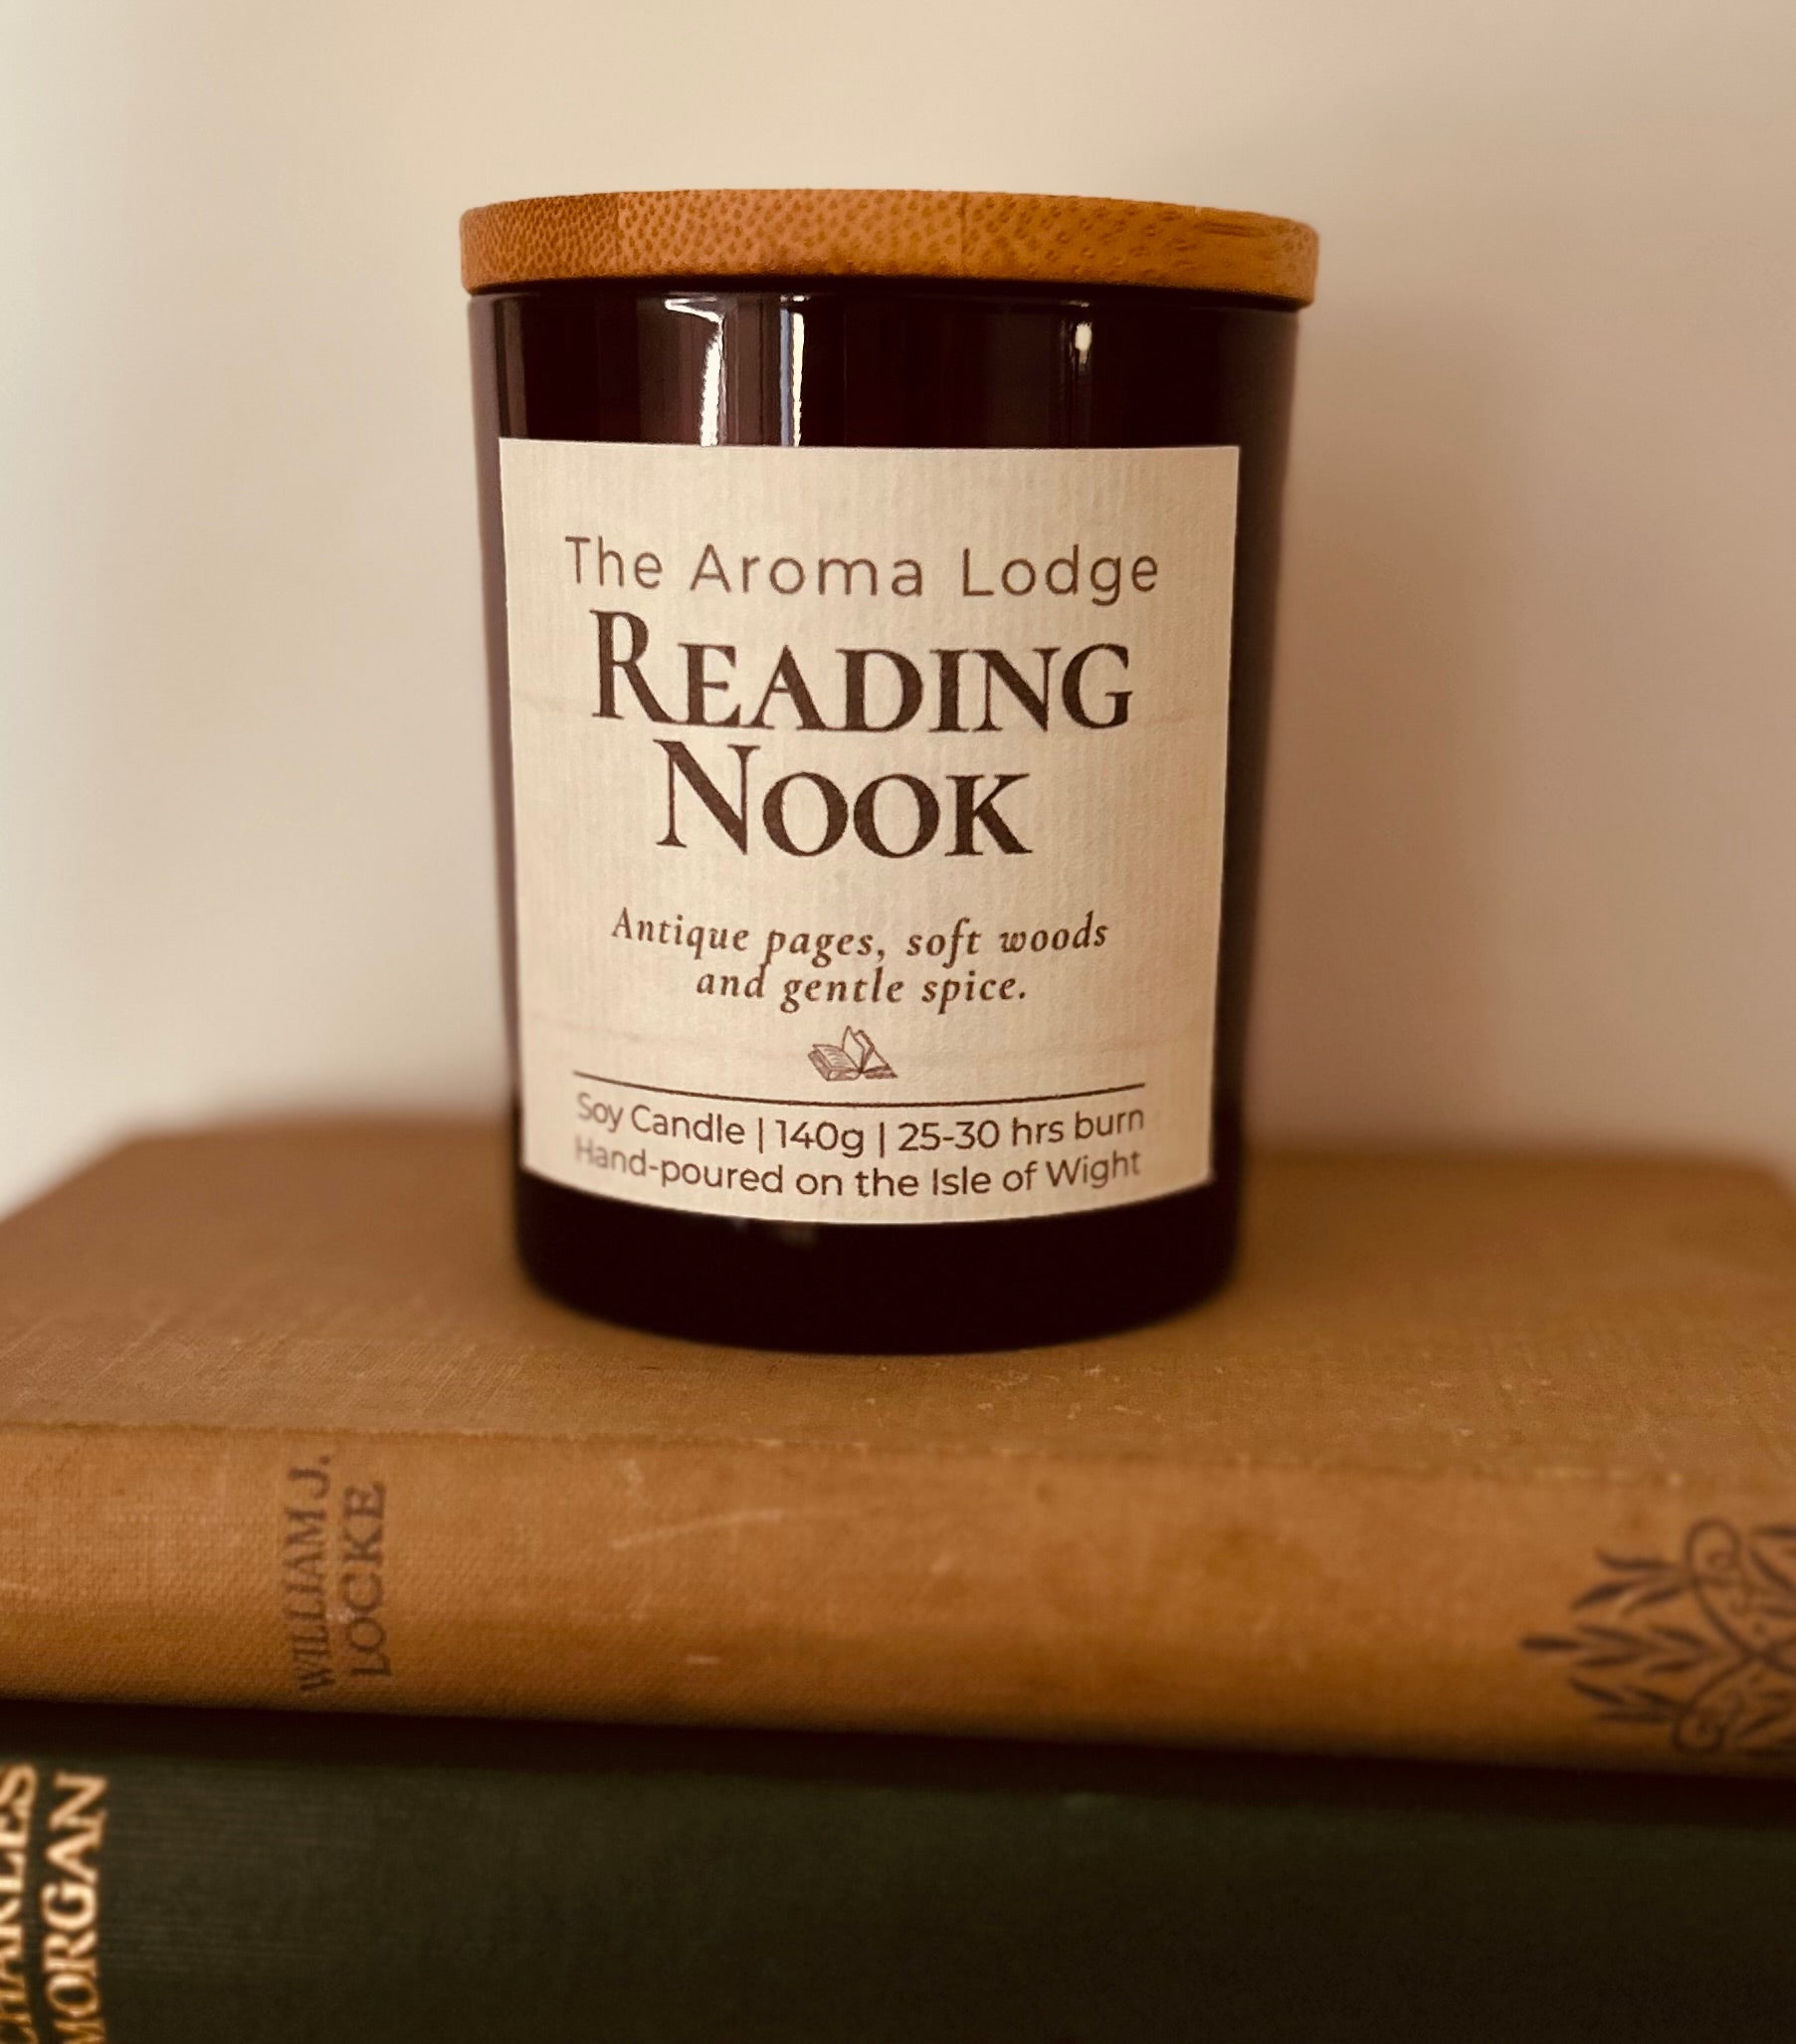 The Aroma Lodge
READING
NOOK
Antique pages, soft woods
and gentle spice.
Soy Candle | 140g | 25-30 hrs burn
Hand-poured on the Isle of Wight
WILLIAM J.
LOCKE
CHARLES
MORGAN